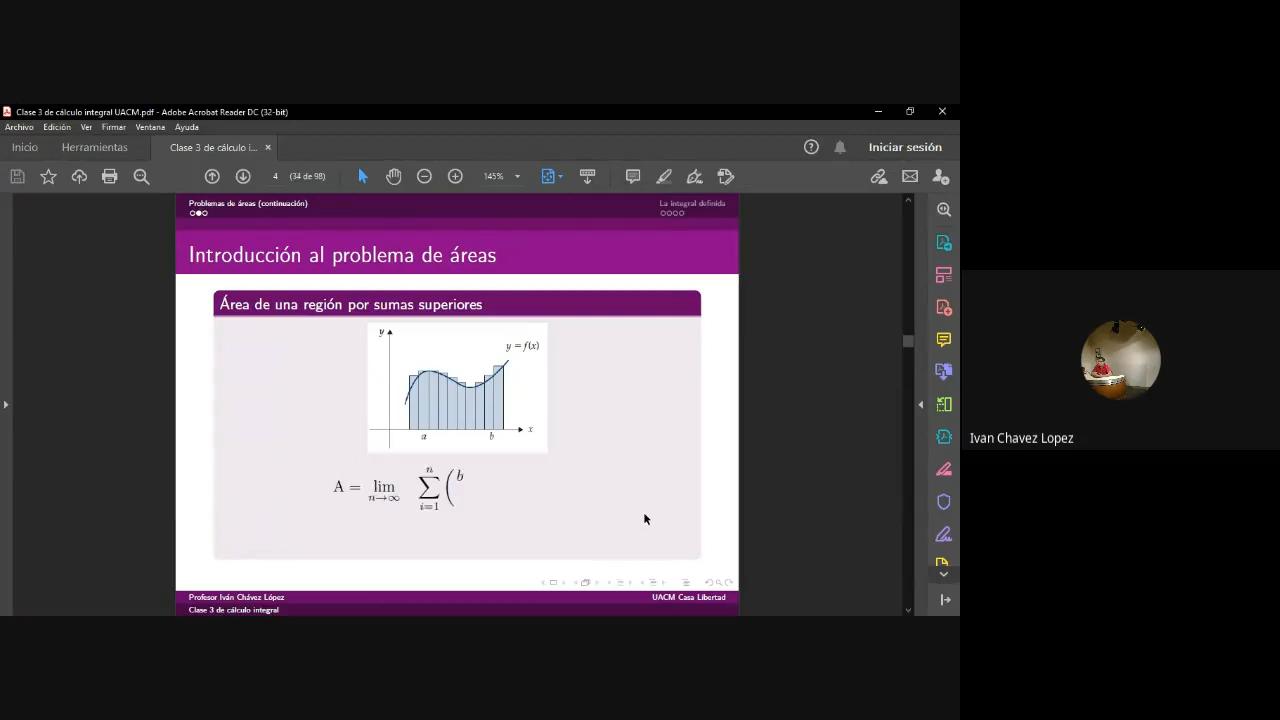 Clase 3 de cálculo integral UACM.pdf - Adobe Acrobat Reader DC (32-bit)
Archivo Edición Ver Firmar Ventana Ayuda
Inicio Herramientas Clase 3 de cálculo i... × Iniciar sesión
4 (34 de 98) 145%
Problemas de áreas (continuación) La integral definida
Introducción al problema de áreas
Área de una región por sumas superiores
y
y = f(x)
a b x
A = lim n→∞ n ∑ i=1 ( b
Profesor Iván Chávez López UACM Casa Libertad
Clase 3 de cálculo integral
Ivan Chavez Lopez